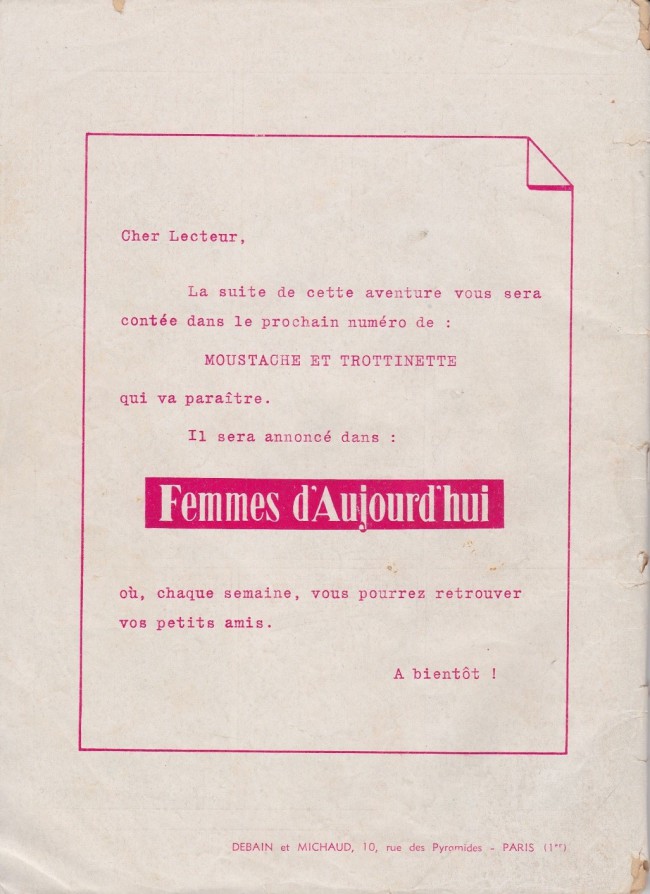 Cher Lecteur,
La suite de cette aventure vous sera
contée dans le prochain numéro de :
MOUSTACHE ET TROTTINETTE
qui va paraître.
Il sera annoncé dans :
Femmes d'Aujourd'hui
où, chaque semaine, vous pourrez retrouver
vos petits amis.
A bientôt !
DEBAIN et MICHAUD, 10, rue des Pyramides - PARIS (1er)